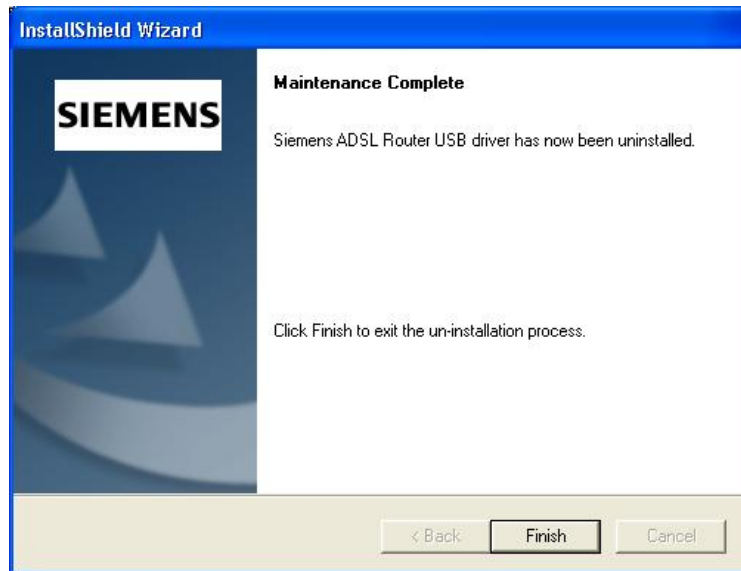 InstallShield Wizard
SIEMENS
Maintenance Complete
Siemens ADSL Router USB driver has now been uninstalled.
Click Finish to exit the un-installation process.
< Back
Finish
Cancel